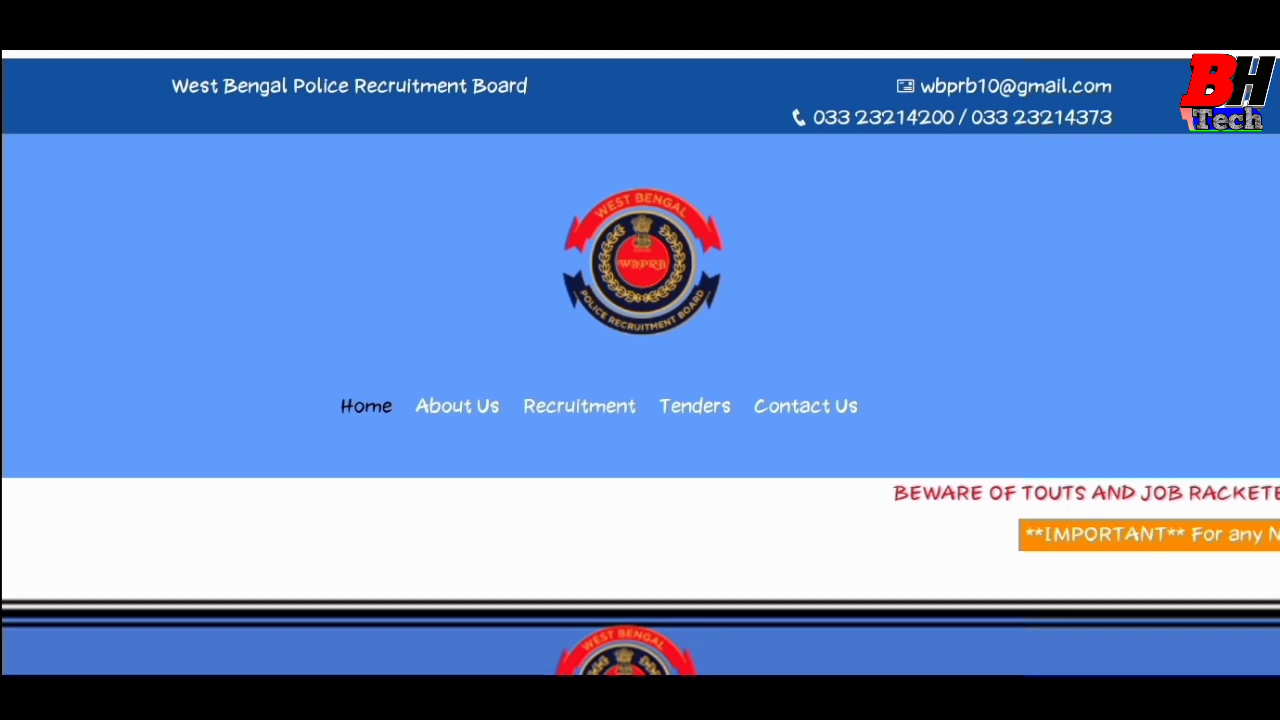 West Bengal Police Recruitment Board
wbprb10@gmail.com
033 23214200 / 033 23214373
BH
Tech
WEST BENGAL
WBPRB
POLICE RECRUITMENT BOARD
Home About Us Recruitment Tenders Contact Us
BEWARE OF TOUTS AND JOB RACKETE
**IMPORTANT** For any N
WEST BENGAL